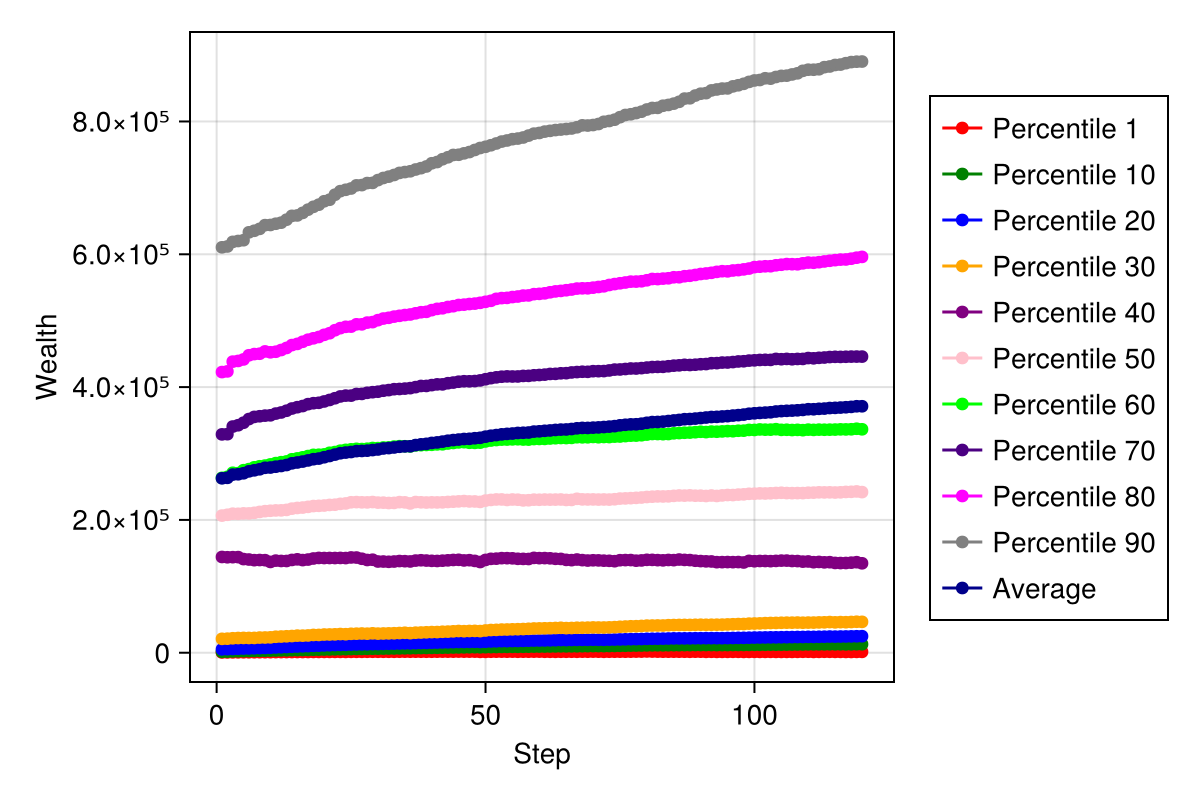 8.0×10⁵
6.0×10⁵
4.0×10⁵
2.0×10⁵
0
Wealth
0 50 100
Step
Percentile 1
Percentile 10
Percentile 20
Percentile 30
Percentile 40
Percentile 50
Percentile 60
Percentile 70
Percentile 80
Percentile 90
Average